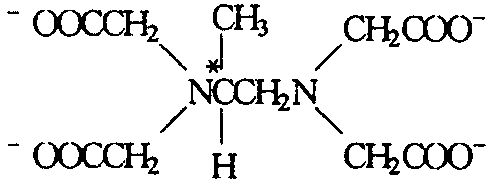 ⁻ OOCCH₂ CH₃ CH₂COO⁻
* NCCH₂N
⁻ OOCCH₂ H CH₂COO⁻